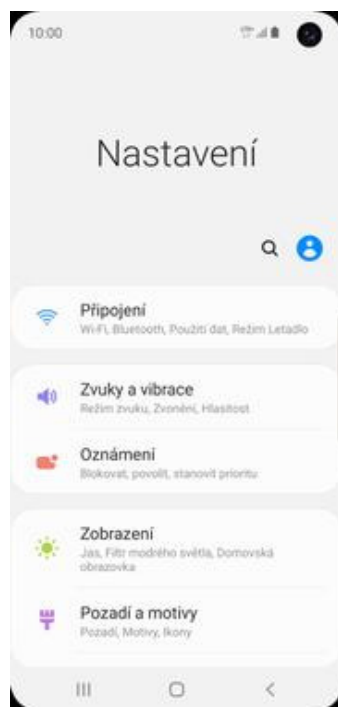 10:00
Nastavení
Připojení
Wi-Fi, Bluetooth, Použití dat, Režim Letadlo
Zvuky a vibrace
Režim zvuku, Zvonění, Hlasitost
Oznámení
Blokovat, povolit, stanovit prioritu
Zobrazení
Jas, Filtr modrého světla, Domovská
obrazovka
Pozadí a motivy
Pozadí, Motivy, Ikony